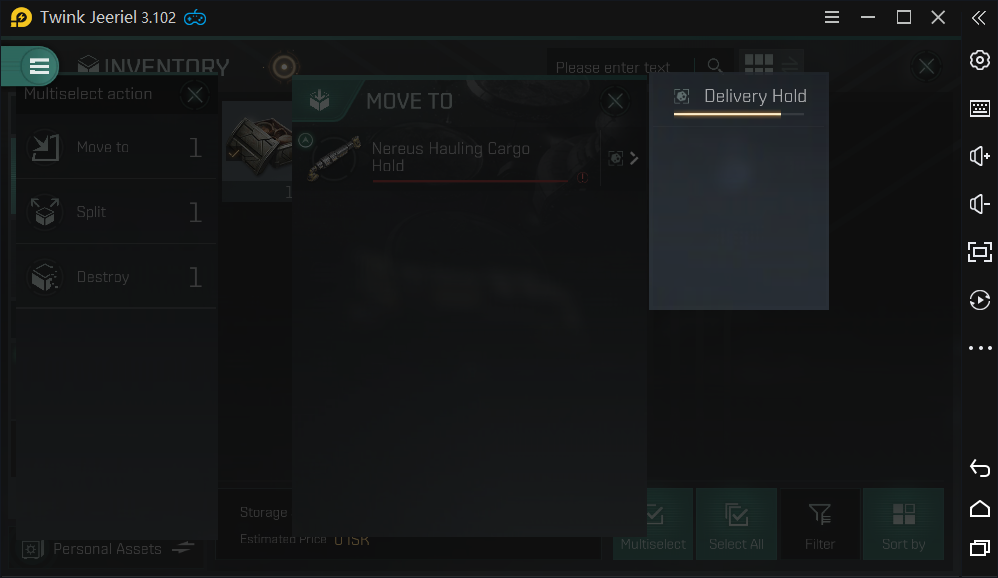 Twink Jeeriel 3.102
INVENTORY
Please enter text
Multiselect action
MOVE TO
Delivery Hold
Move to 1
Nereus Hauling Cargo
Hold
1
Split 1
Destroy 1
Storage
Estimated Price 0 ISK
Multiselect
Select All
Filter
Sort by
Personal Assets